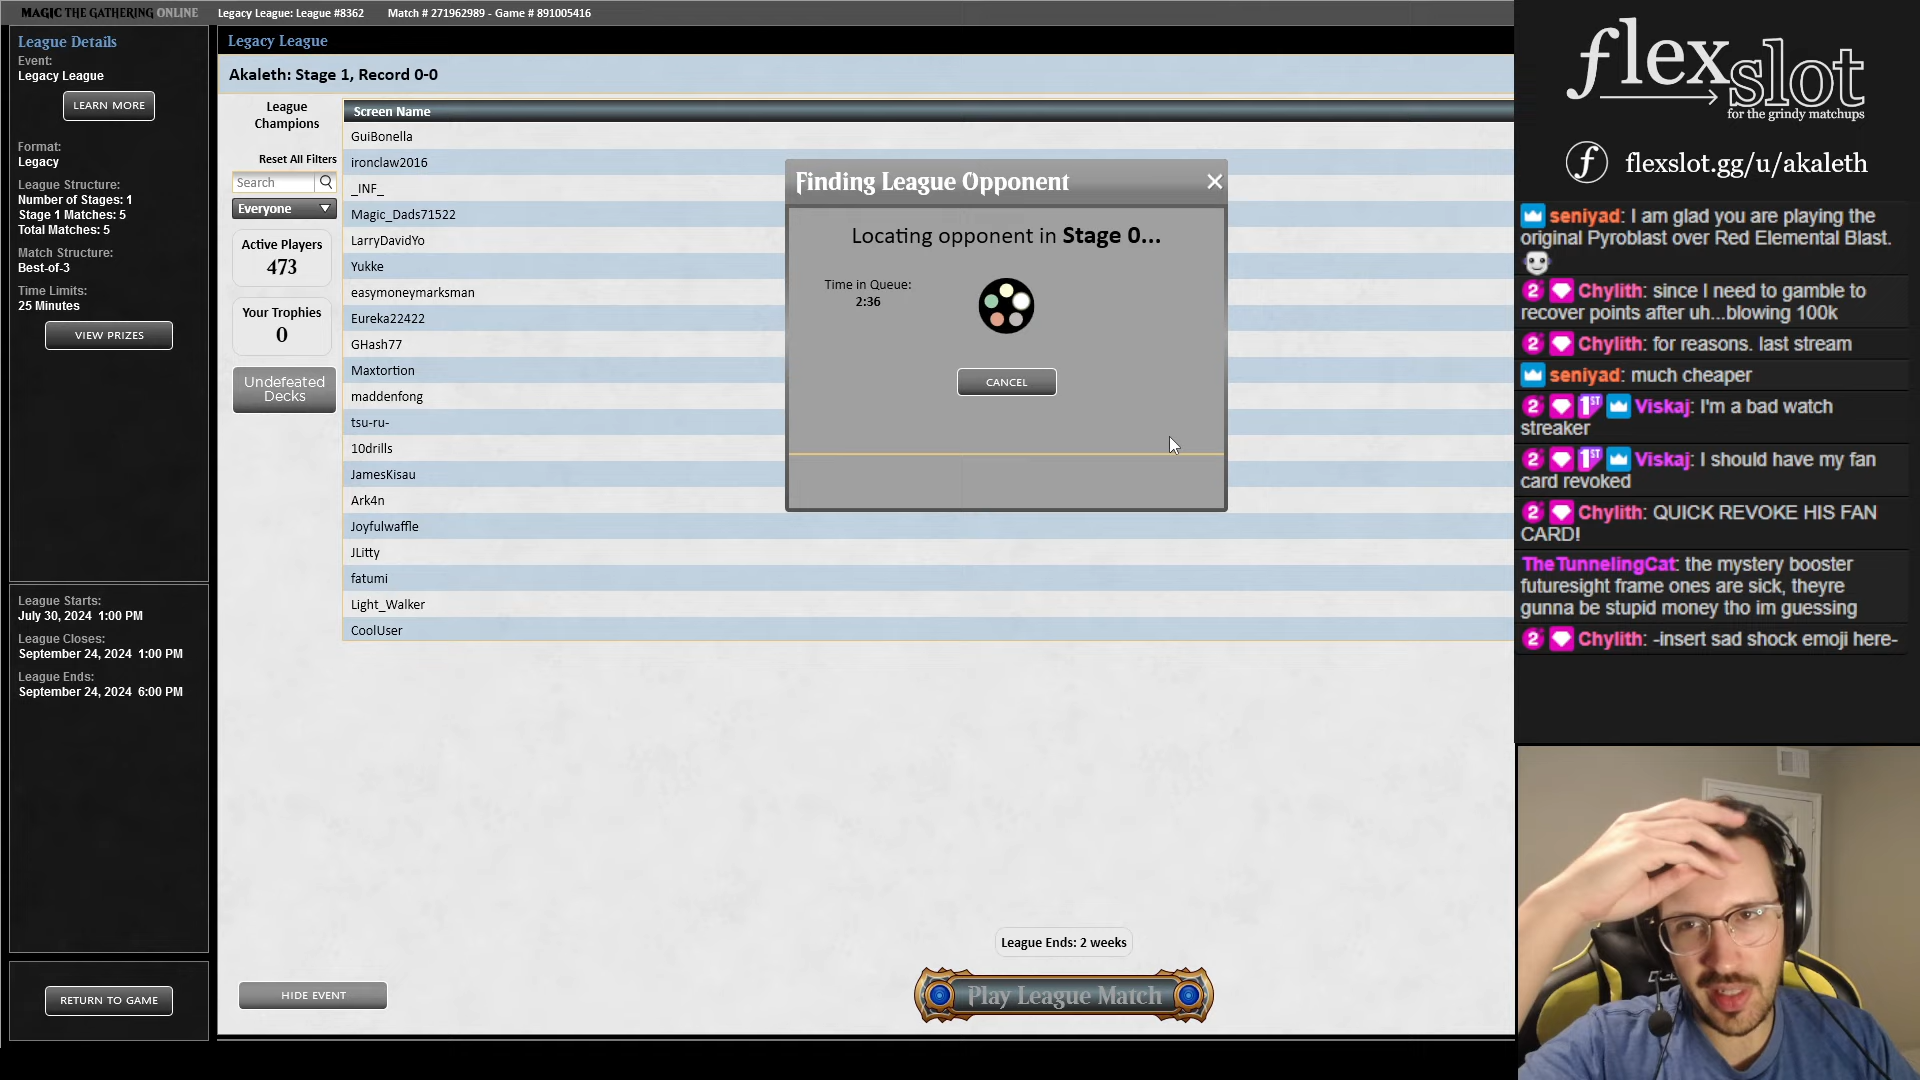 MAGIC THE GATHERING ONLINE
Legacy League: League #8362
Match # 271962989 - Game # 891005416
League Details
Event:
Legacy League
LEARN MORE
Format:
Legacy
League Structure:
Number of Stages: 1
Stage 1 Matches: 5
Total Matches: 5
Match Structure:
Best-of-3
Time Limits:
25 Minutes
VIEW PRIZES
League Starts:
July 30, 2024 1:00 PM
League Closes:
September 24, 2024 1:00 PM
League Ends:
September 24, 2024 6:00 PM
RETURN TO GAME
Legacy League
Akaleth: Stage 1, Record 0-0
League
Champions
Reset All Filters
Search
Everyone
Active Players
473
Your Trophies
0
Undefeated
Decks
Screen Name
GuiBonella
ironclaw2016
_INF_
Magic_Dads71522
LarryDavidYo
Yukke
easymoneymarksman
Eureka22422
GHash77
Maxtortion
maddenfong
tsu-ru-
10drills
JamesKisau
Ark4n
Joyfulwaffle
JLitty
fatumi
Light_Walker
CoolUser
Finding League Opponent
Locating opponent in Stage 0...
Time in Queue:
2:36
CANCEL
League Ends: 2 weeks
HIDE EVENT
Play League Match
flex
slot
for the grindy matchups
f flexslot.gg/u/akaleth
seniyad: I am glad you are playing the
original Pyroblast over Red Elemental Blast.
2 Chylith: since I need to gamble to
recover points after uh...blowing 100k
2 Chylith: for reasons. last stream
seniyad: much cheaper
2 1ST Viskaj: I'm a bad watch
streaker
2 1ST Viskaj: I should have my fan
card revoked
2 Chylith: QUICK REVOKE HIS FAN
CARD!
TheTunnelingCat: the mystery booster
futuresight frame ones are sick, theyre
gunna be stupid money tho im guessing
2 Chylith: -insert sad shock emoji here-